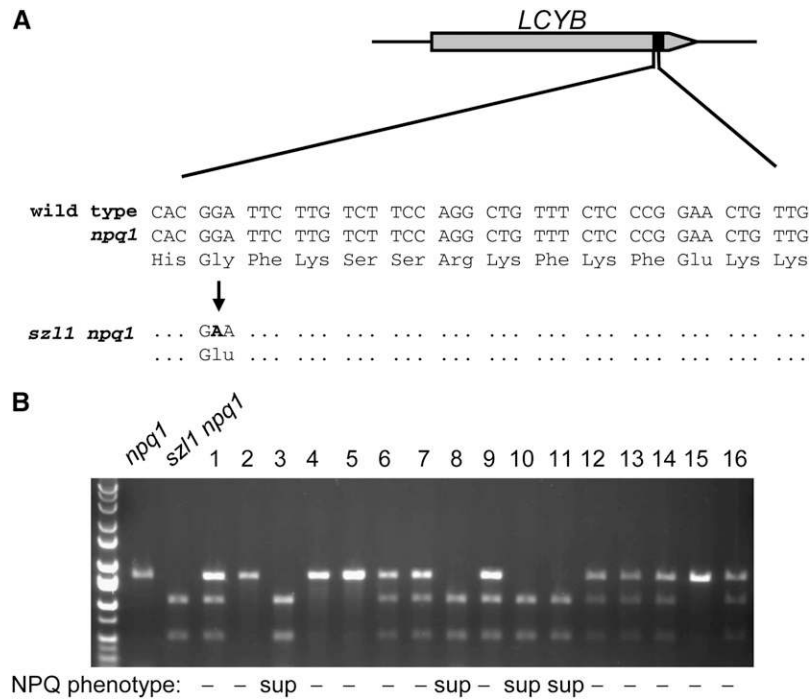 A
LCYB
wild type CAC GGA TTC TTG TCT TCC AGG CTG TTT CTC CCG GAA CTG TTG
npq1 CAC GGA TTC TTG TCT TCC AGG CTG TTT CTC CCG GAA CTG TTG
His Gly Phe Lys Ser Ser Arg Lys Phe Lys Phe Glu Lys Lys
szl1 npq1 ... GAA ... ... ... ... ... ... ... ... ... ... ... ...
... Glu ... ... ... ... ... ... ... ... ... ... ... ...
B
npq1 szl1 npq1 1 2 3 4 5 6 7 8 9 10 11 12 13 14 15 16
NPQ phenotype: – – sup – – – – sup – sup sup – – – – –